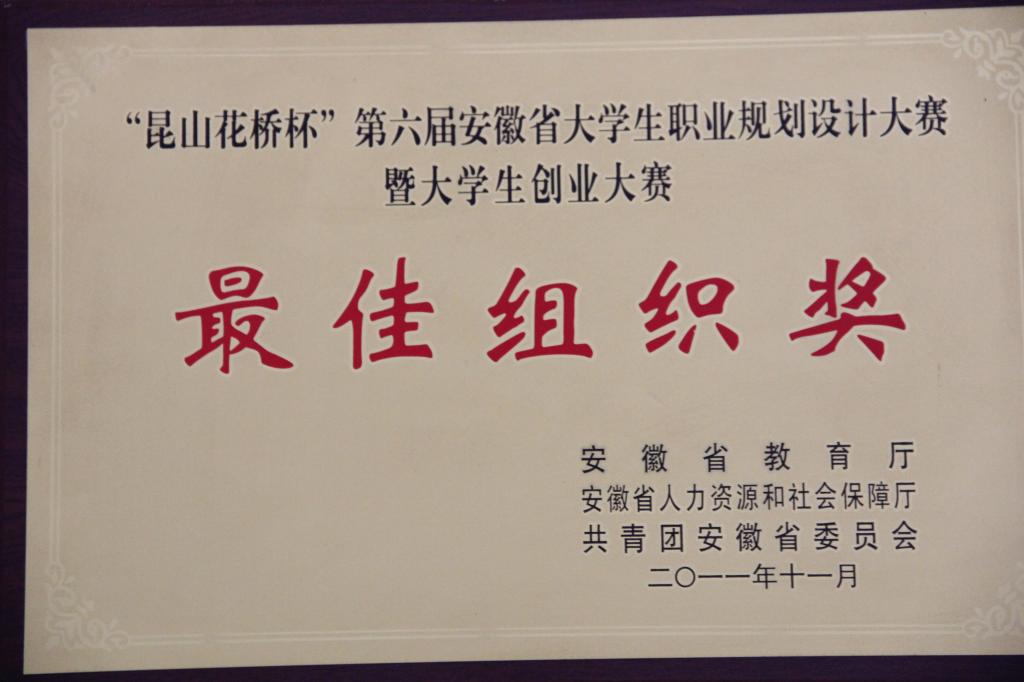 “昆山花桥杯”第六届安徽省大学生职业规划设计大赛
暨大学生创业大赛
最佳组织奖
安徽省教育厅
安徽省人力资源和社会保障厅
共青团安徽省委员会
二〇一一年十一月